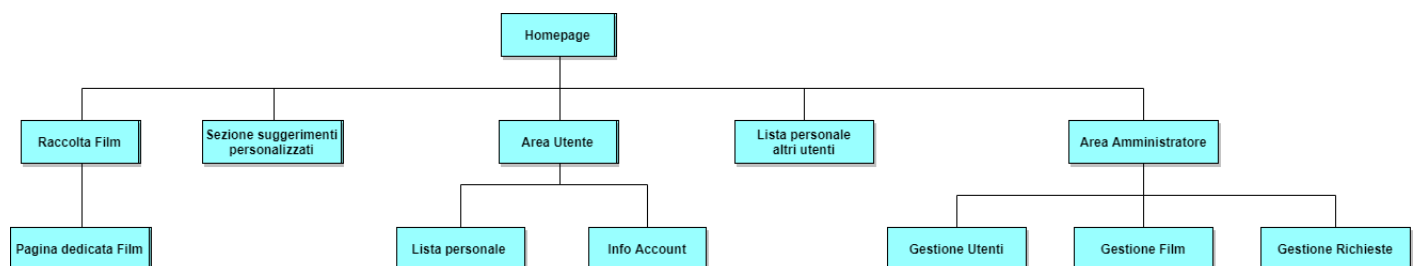 Homepage
Raccolta Film
Sezione suggerimenti
personalizzati
Area Utente
Lista personale
altri utenti
Area Amministratore
Pagina dedicata Film
Lista personale
Info Account
Gestione Utenti
Gestione Film
Gestione Richieste